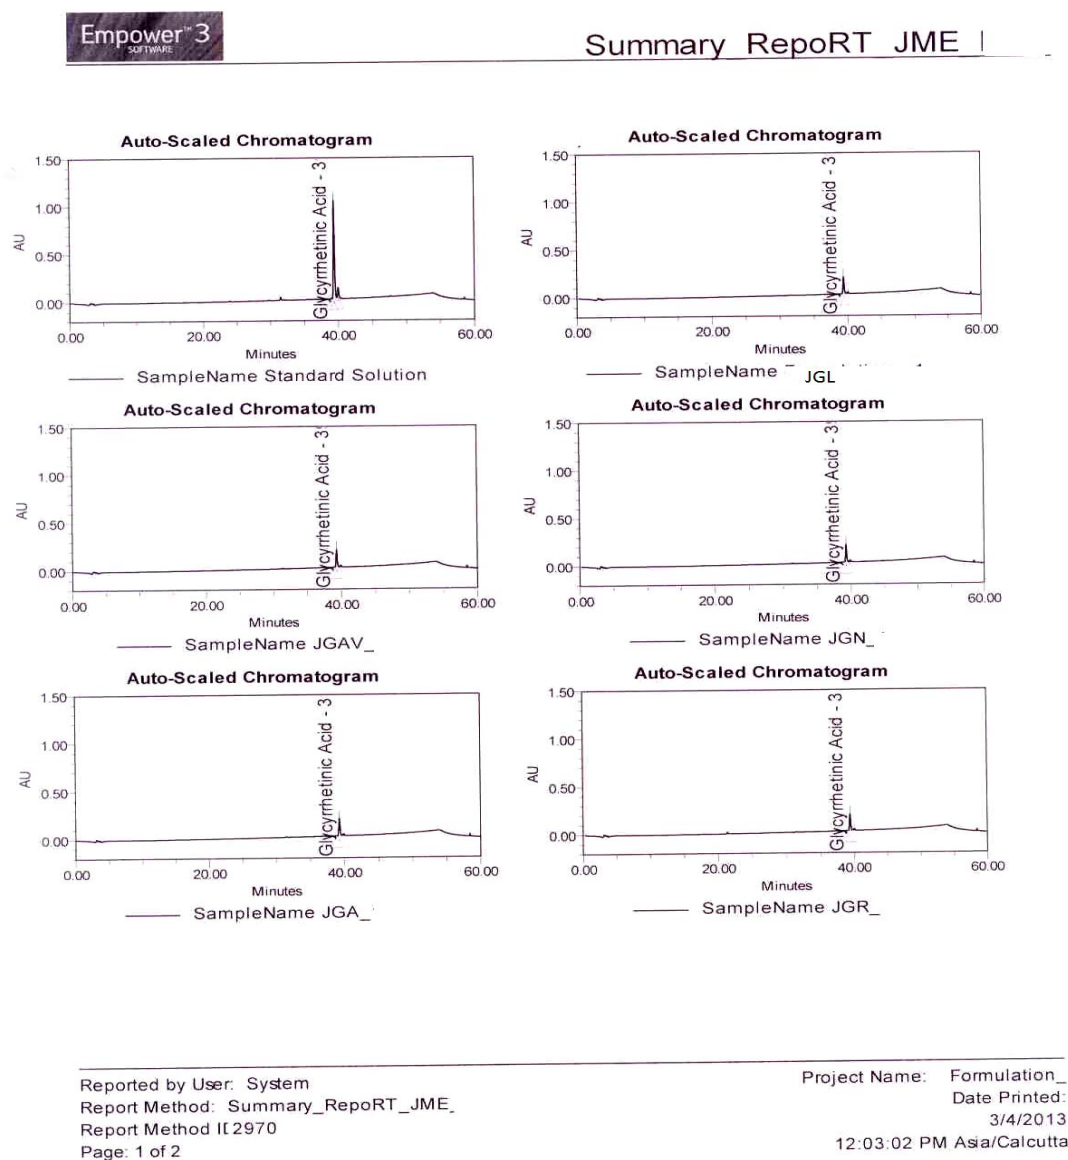 Empower™ 3
SOFTWARE
Summary RepoRT JME
Auto-Scaled Chromatogram
1.50
1.00
0.50
0.00
AU
Glycyrrhetinic Acid - 3
0.00 20.00 40.00 60.00
Minutes
SampleName Standard Solution
Auto-Scaled Chromatogram
1.50
1.00
0.50
0.00
AU
Glycyrrhetinic Acid - 3
0.00 20.00 40.00 60.00
Minutes
SampleName
JGL
Auto-Scaled Chromatogram
1.50
1.00
0.50
0.00
AU
Glycyrrhetinic Acid - 3
0.00 20.00 40.00 60.00
Minutes
SampleName JGAV_
Auto-Scaled Chromatogram
1.50
1.00
0.50
0.00
AU
Glycyrrhetinic Acid - 3
0.00 20.00 40.00 60.00
Minutes
SampleName JGN_
Auto-Scaled Chromatogram
1.50
1.00
0.50
0.00
AU
Glycyrrhetinic Acid - 3
0.00 20.00 40.00 60.00
Minutes
SampleName JGA_
Auto-Scaled Chromatogram
1.50
1.00
0.50
0.00
AU
Glycyrrhetinic Acid - 3
0.00 20.00 40.00 60.00
Minutes
SampleName JGR_
Reported by User: System
Report Method: Summary_RepoRT_JME_
Report Method I[ 2970
Page: 1 of 2
Project Name: Formulation_
Date Printed:
3/4/2013
12:03:02 PM Asia/Calcutta